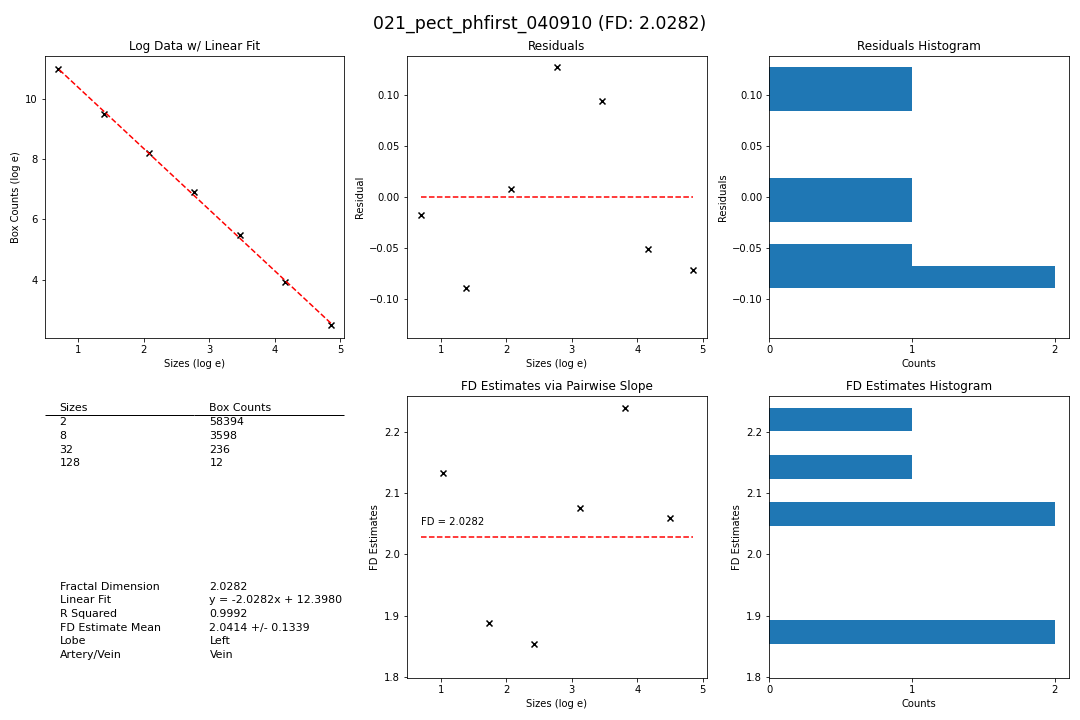 021_pect_phfirst_040910 (FD: 2.0282)
Log Data w/ Linear Fit
Box Counts (log e)
10
8
6
4
1
2
3
4
5
Sizes (log e)
Residuals
Residual
0.10
0.05
0.00
−0.05
−0.10
1
2
3
4
5
Sizes (log e)
Residuals Histogram
Residuals
0.10
0.05
0.00
−0.05
−0.10
0
1
2
Counts
Sizes Box Counts
2 58394
8 3598
32 236
128 12
Fractal Dimension 2.0282
Linear Fit y = -2.0282x + 12.3980
R Squared 0.9992
FD Estimate Mean 2.0414 +/- 0.1339
Lobe Left
Artery/Vein Vein
FD Estimates via Pairwise Slope
FD Estimates
2.2
2.1
2.0
1.9
1.8
FD = 2.0282
1
2
3
4
5
Sizes (log e)
FD Estimates Histogram
FD Estimates
2.2
2.1
2.0
1.9
1.8
0
1
2
Counts